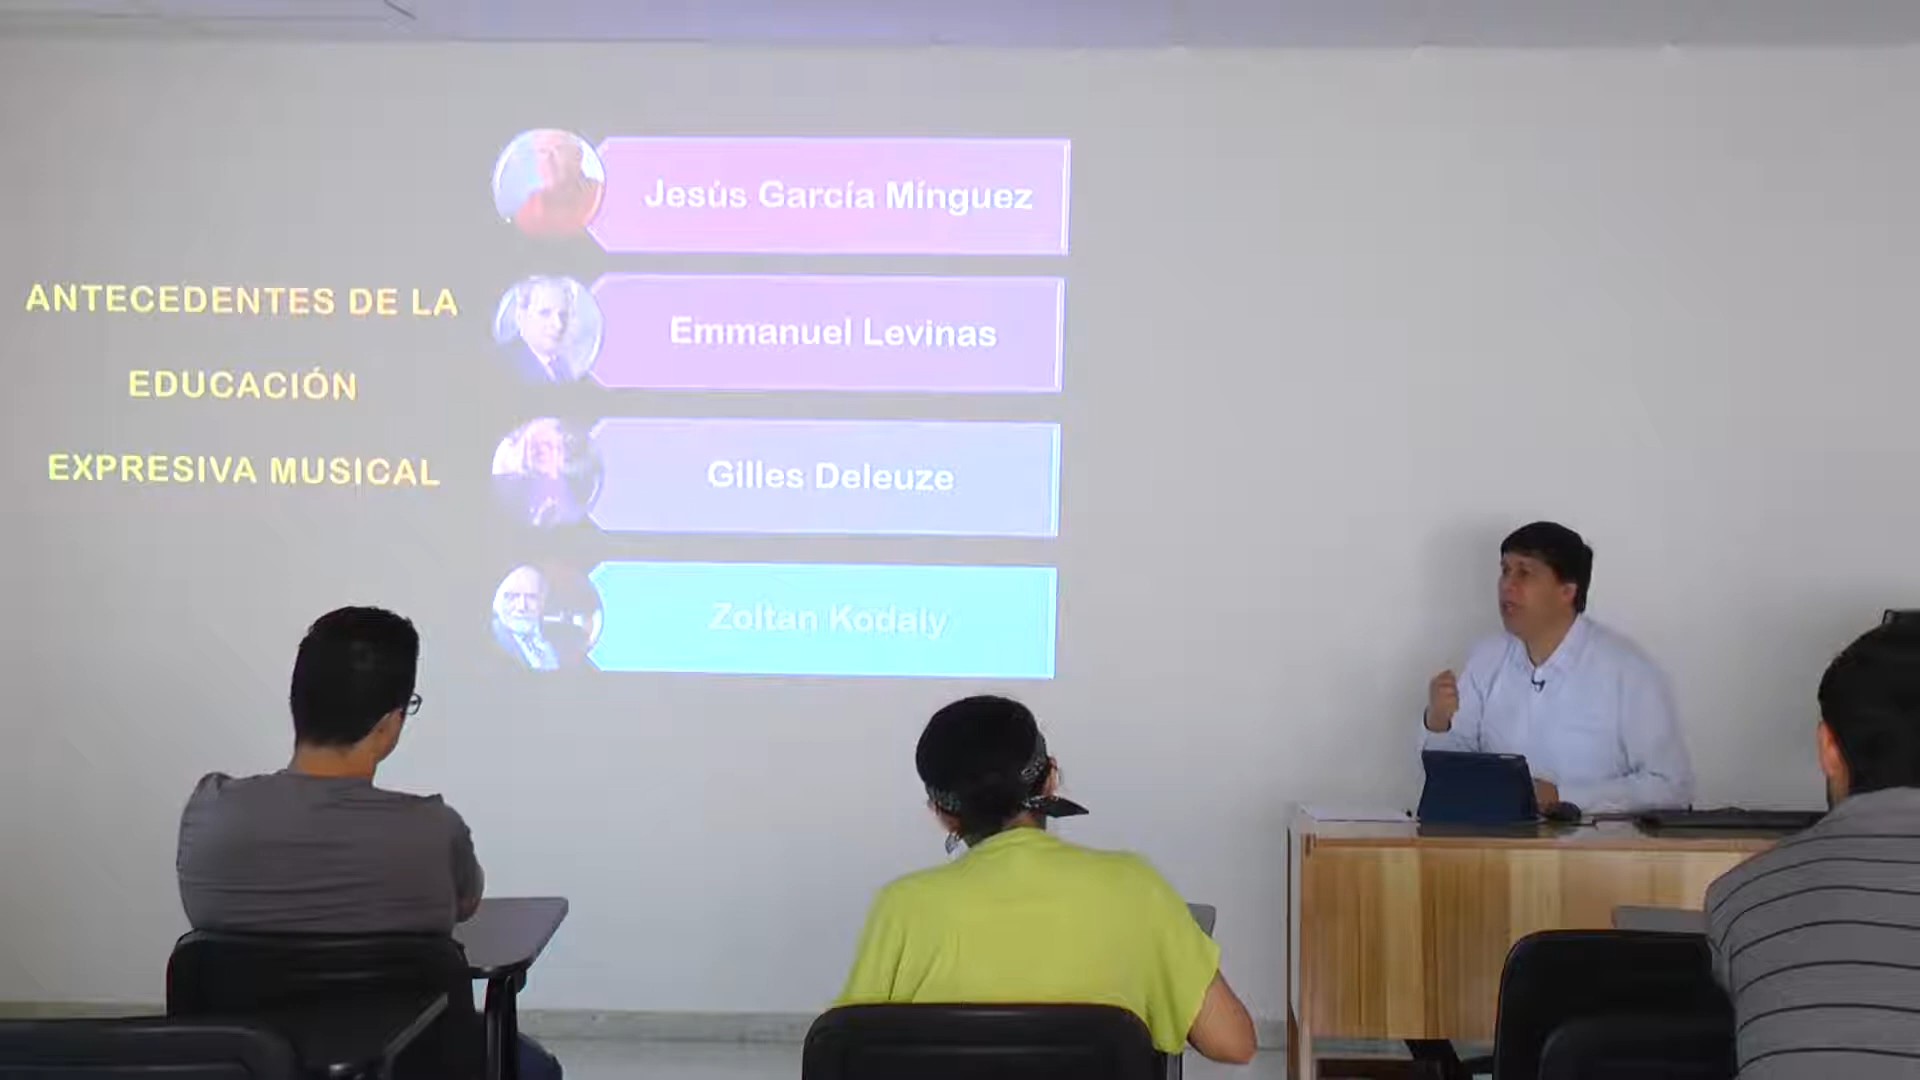 ANTECEDENTES DE LA
EDUCACIÓN
EXPRESIVA MUSICAL
Jesús García Mínguez
Emmanuel Levinas
Gilles Deleuze
Zoltan Kodaly